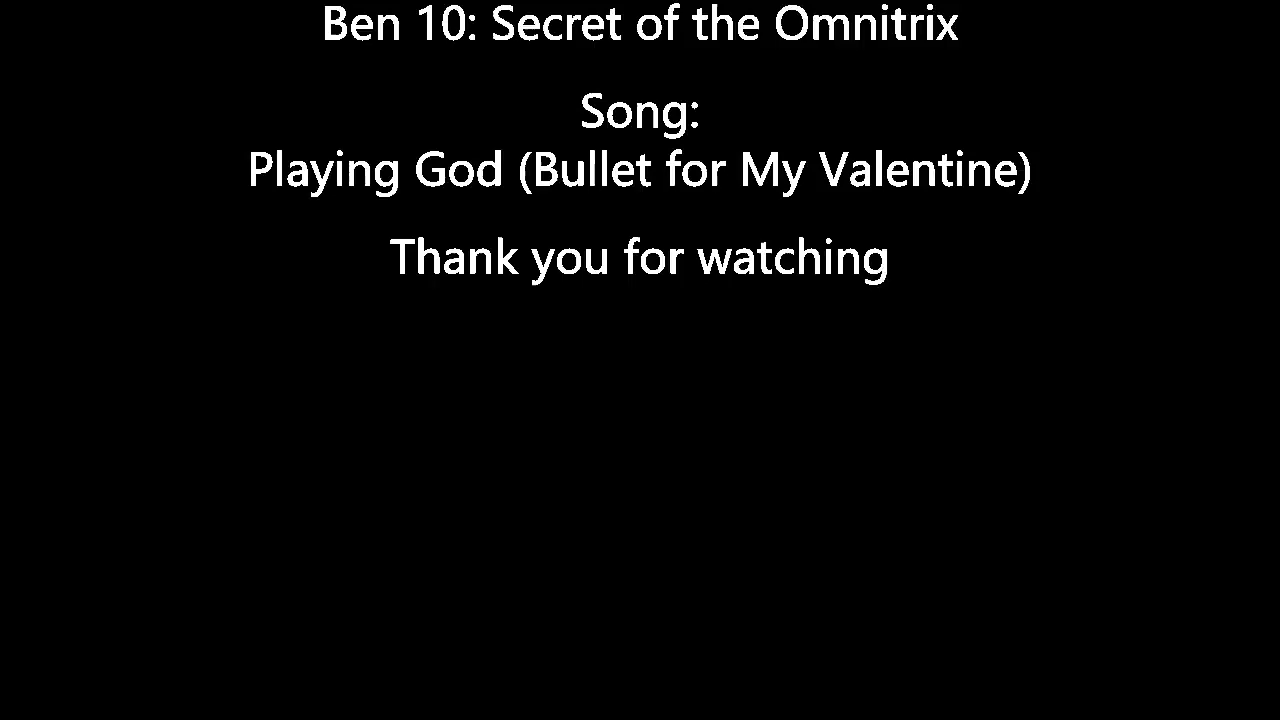 Ben 10: Secret of the Omnitrix
Song:
Playing God (Bullet for My Valentine)
Thank you for watching